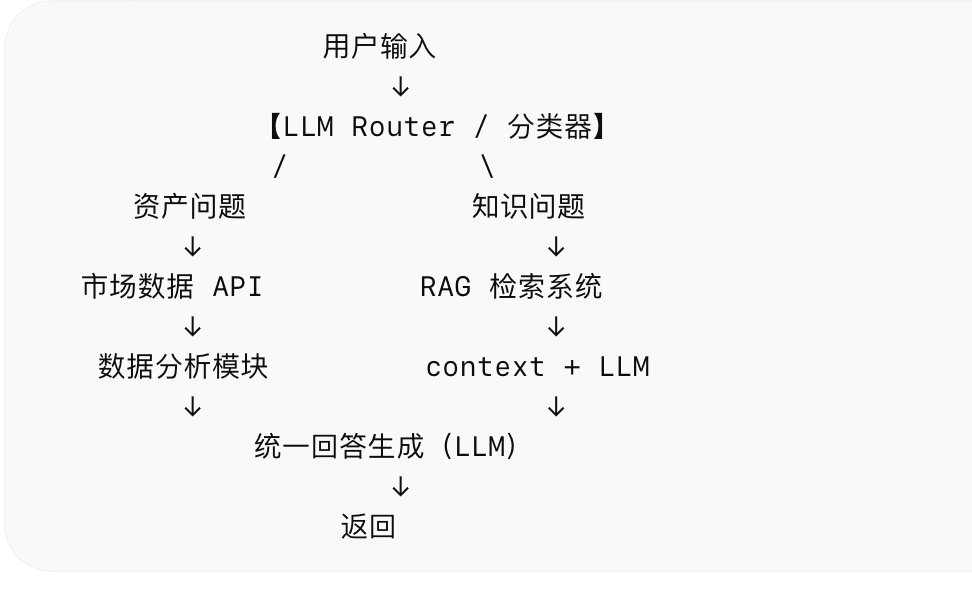 用户输入
↓
【LLM Router / 分类器】
/ \
资产问题 知识问题
↓ ↓
市场数据 API RAG 检索系统
↓ ↓
数据分析模块 context + LLM
↓ ↓
统一回答生成（LLM）
↓
返回